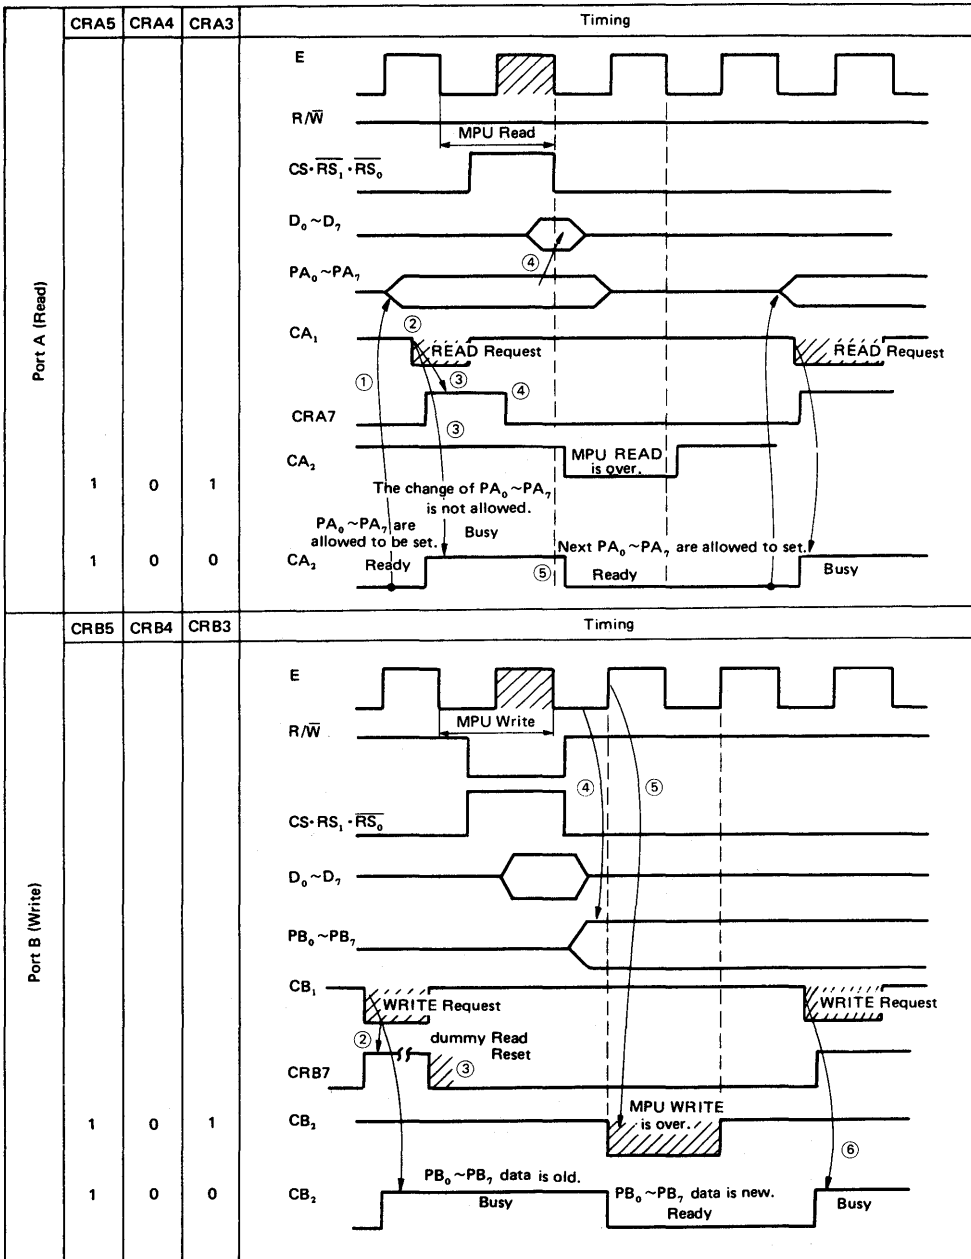 CRA5 CRA4 CRA3 Timing
Port A (Read)
E
R/W̅
MPU Read
CS·R̅S̅₁·R̅S̅₀
D₀~D₇
④
PA₀~PA₇
CA₁
②
READ Request
READ Request
①
③
④
CRA7
③
CA₂
MPU READ
is over.
1 0 1
The change of PA₀~PA₇
is not allowed.
PA₀~PA₇ are
allowed to be set.
Busy
Next PA₀~PA₇ are allowed to set.
1 0 0
CA₂
Ready
⑤
Ready
Busy
CRB5 CRB4 CRB3 Timing
Port B (Write)
E
R/W̅
MPU Write
④
⑤
CS·RS₁·R̅S̅₀
D₀~D₇
PB₀~PB₇
CB₁
WRITE Request
WRITE Request
②
dummy Read
Reset
CRB7
③
1 0 1
CB₂
MPU WRITE
is over.
⑥
PB₀~PB₇ data is old.
1 0 0
CB₂
Busy
PB₀~PB₇ data is new.
Ready
Busy